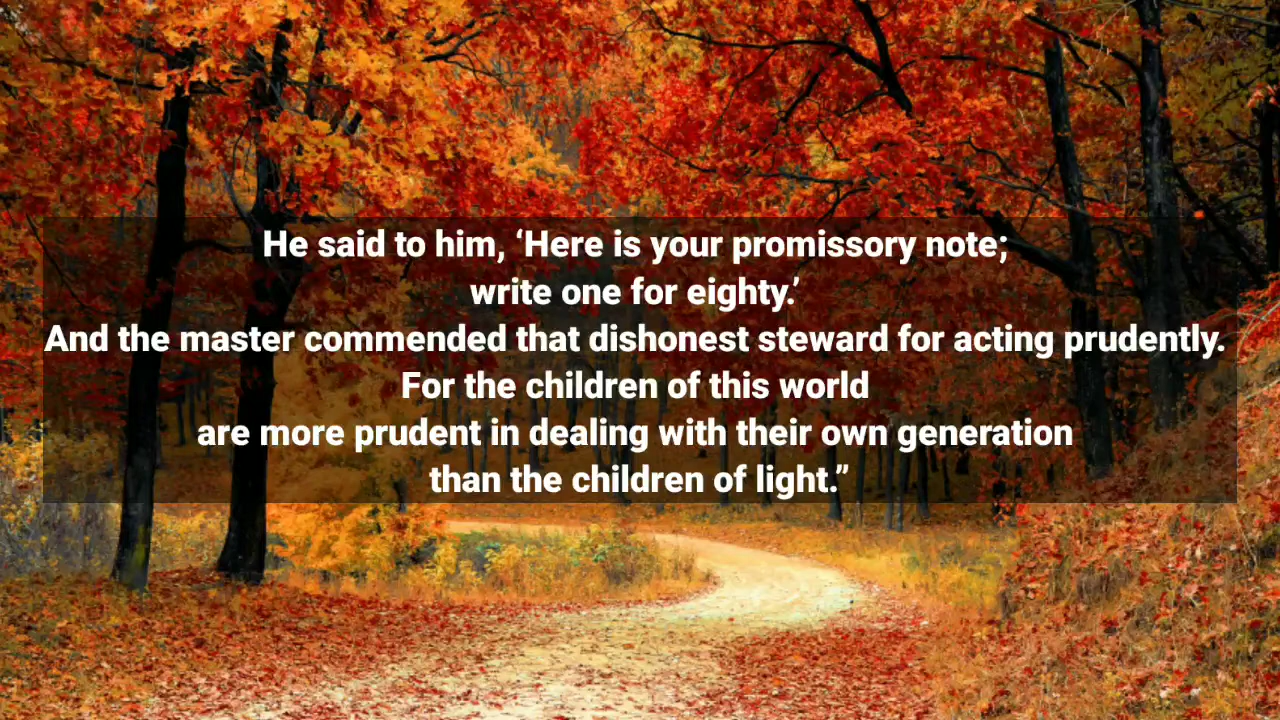 He said to him, ‘Here is your promissory note;
write one for eighty.’
And the master commended that dishonest steward for acting prudently.
For the children of this world
are more prudent in dealing with their own generation
than the children of light.”